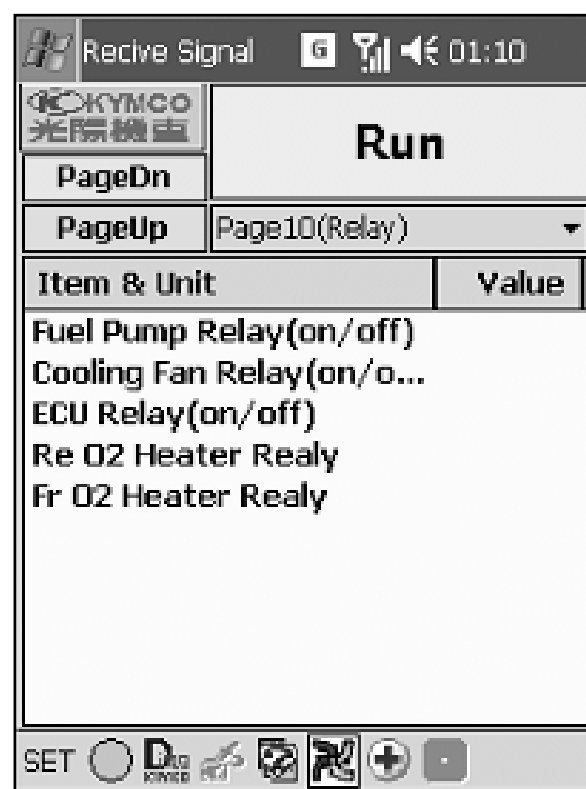 Recive Signal G 01:10
KYMCO
光陽機車
Run
PageDn
PageUp Page10(Relay)
Item & Unit Value
Fuel Pump Relay(on/off)
Cooling Fan Relay(on/o...
ECU Relay(on/off)
Re O2 Heater Realy
Fr O2 Heater Realy
SET